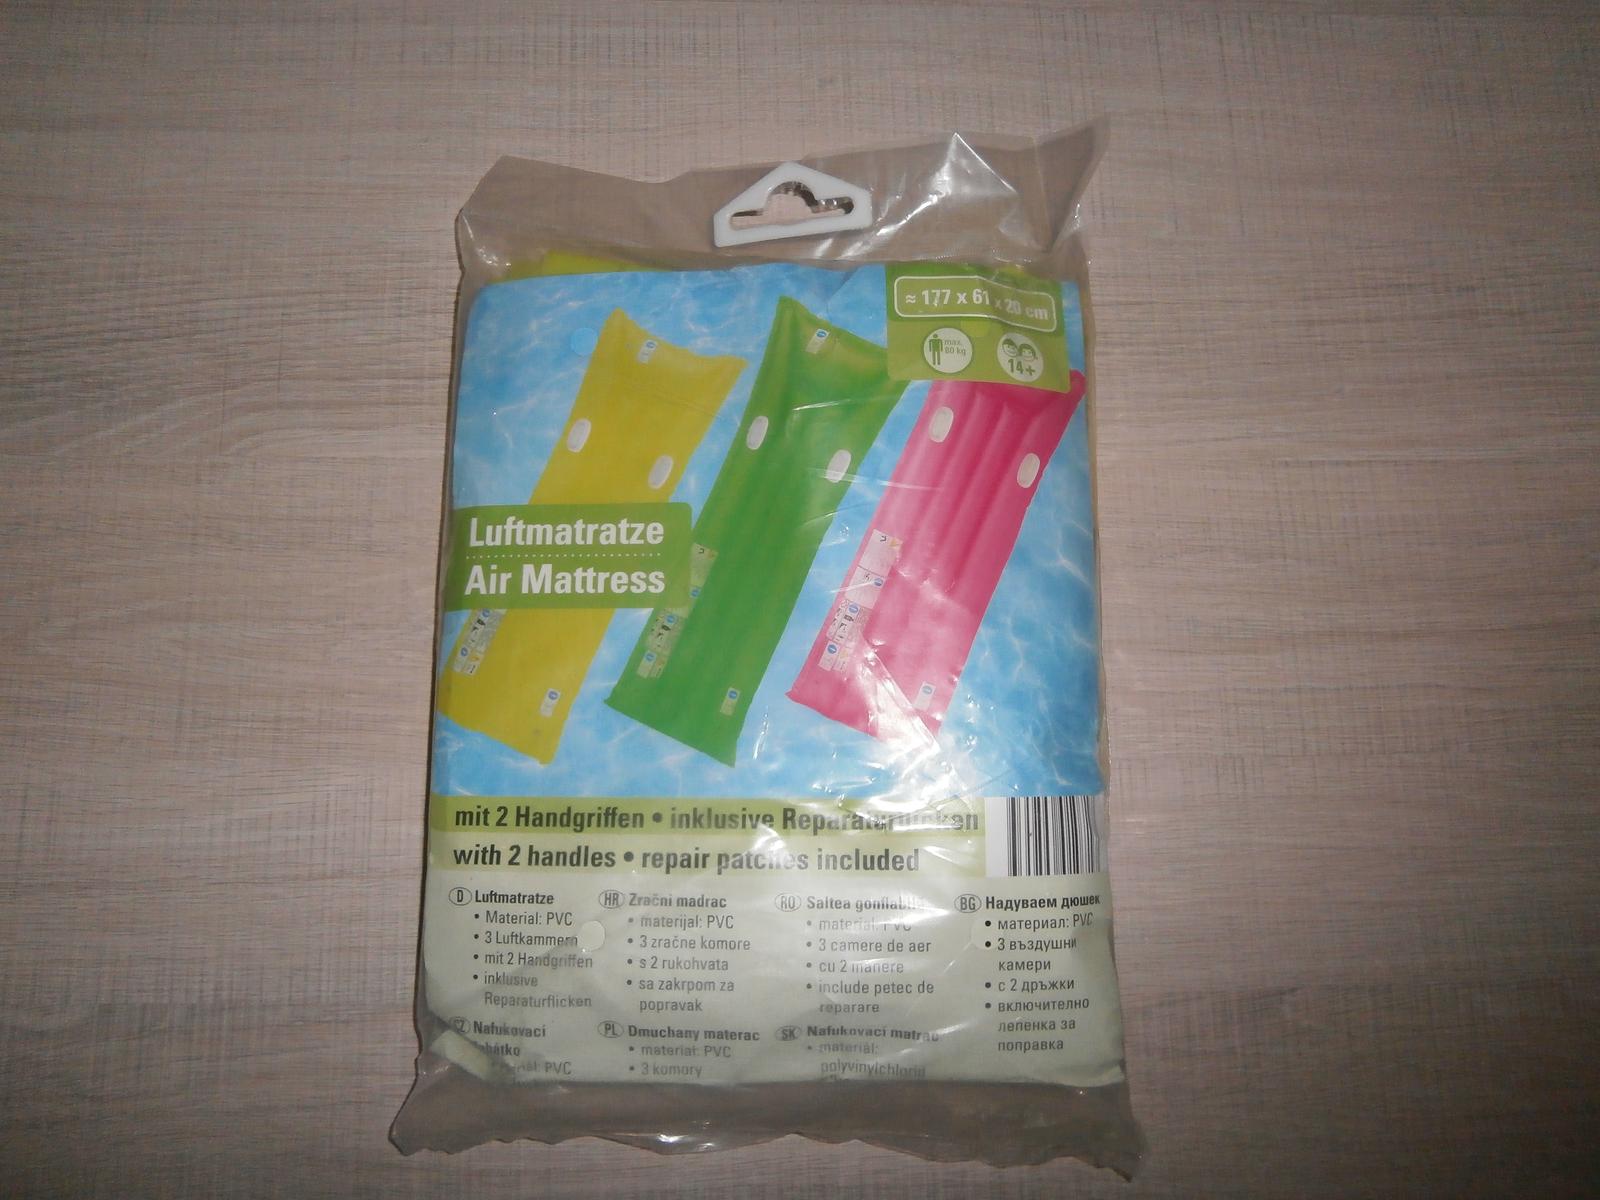 ≈ 177 x 61 x 20 cm
max.
80 kg
14+
Luftmatratze
Air Mattress
mit 2 Handgriffen • inklusive Reparaturflicken
with 2 handles • repair patches included
D Luftmatratze
• Material: PVC
• 3 Luftkammern
• mit 2 Handgriffen
• inklusive
Reparaturflicken
HR Zračni madrac
• materijal: PVC
• 3 zračne komore
• s 2 rukohvata
• sa zakrpom za
popravak
RO Saltea
• material: PVC
• 3 camere de aer
• cu 2 mânere
• include petec de
reparare
BG Надуваем дюшек
• материал: PVC
• 3 въздушни
камери
• с 2 дръжки
• включително
лепенка за
поправка
CZ Nafukovací
PVC
PL Dmuchany materac
• materiał: PVC
• 3 komory
SK Nafukovací matrac
• materiál:
polyvinylchlorid